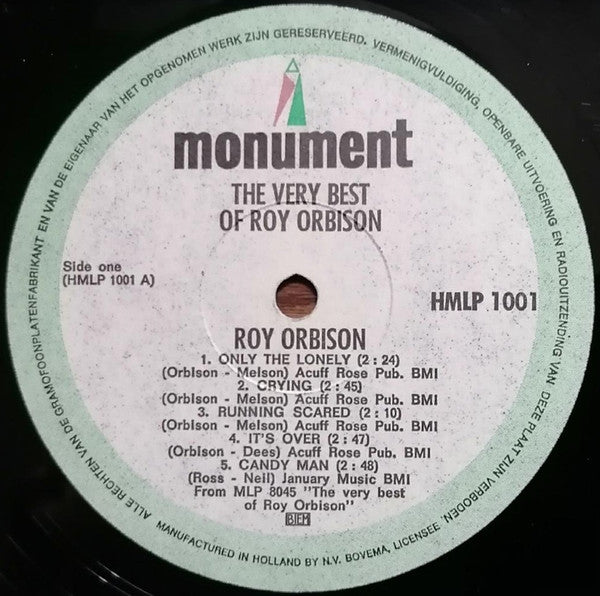 ALLE RECHTEN VAN DE GRAMOFOONPLATENFABRIKANT EN VAN DE EIGENAAR VAN HET OPGENOMEN WERK ZIJN GERESERVEERD. VERMENIGVULDIGING, OPENBARE UITVOERING EN RADIOUITZENDING VAN DEZE PLAAT ZIJN VERBODEN.
monument
THE VERY BEST
OF ROY ORBISON
Side one
(HMLP 1001 A)
HMLP 1001
ROY ORBISON
1. ONLY THE LONELY (2 : 24)
(Orbison - Melson) Acuff Rose Pub. BMI
2. CRYING (2 : 45)
(Orbison - Melson) Acuff Rose Pub. BMI
3. RUNNING SCARED (2 : 10)
(Orbison - Melson) Acuff Rose Pub. BMI
4. IT'S OVER (2 : 47)
(Orbison - Dees) Acuff Rose Pub. BMI
5. CANDY MAN (2 : 48)
(Ross - Neil) January Music BMI
From MLP 8045 "The very best
of Roy Orbison"
BIEM
MANUFACTURED IN HOLLAND BY N.V. BOVEMA, LICENSEE